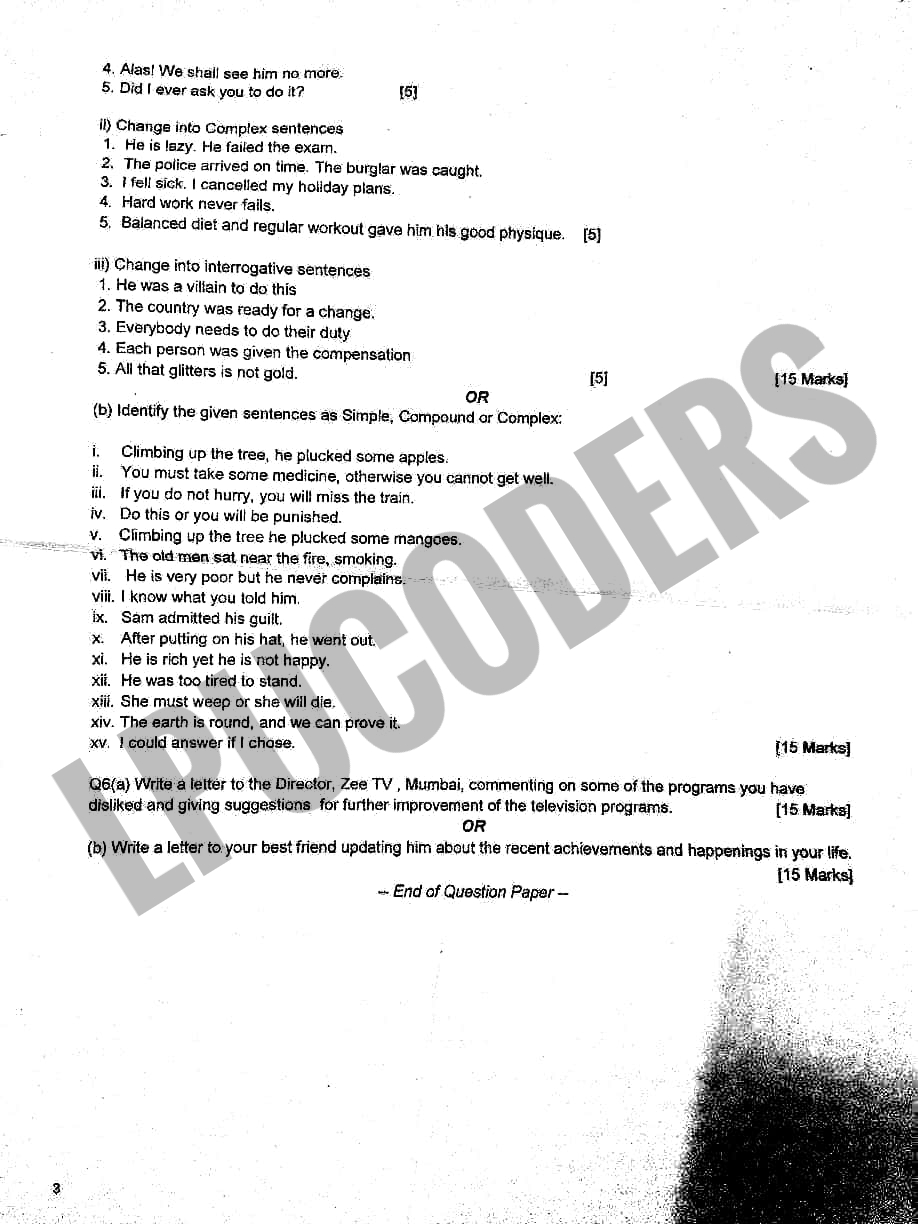 4. Alas! We shall see him no more.
5. Did I ever ask you to do it? [5]
ii) Change into Complex sentences
1. He is lazy. He failed the exam.
2. The police arrived on time. The burglar was caught.
3. I fell sick. I cancelled my holiday plans.
4. Hard work never fails.
5. Balanced diet and regular workout gave him his good physique. [5]
iii) Change into interrogative sentences
1. He was a villain to do this
2. The country was ready for a change.
3. Everybody needs to do their duty
4. Each person was given the compensation
5. All that glitters is not gold. [5] [15 Marks]
OR
(b) Identify the given sentences as Simple, Compound or Complex:
i. Climbing up the tree, he plucked some apples.
ii. You must take some medicine, otherwise you cannot get well.
iii. If you do not hurry, you will miss the train.
iv. Do this or you will be punished.
v. Climbing up the tree he plucked some mangoes.
vi. The old men sat near the fire, smoking.
vii. He is very poor but he never complains.
viii. I know what you told him.
ix. Sam admitted his guilt.
x. After putting on his hat, he went out.
xi. He is rich yet he is not happy.
xii. He was too tired to stand.
xiii. She must weep or she will die.
xiv. The earth is round, and we can prove it.
xv. I could answer if I chose. [15 Marks]
Q6(a) Write a letter to the Director, Zee TV , Mumbai, commenting on some of the programs you have
disliked and giving suggestions for further improvement of the television programs. [15 Marks]
OR
(b) Write a letter to your best friend updating him about the recent achievements and happenings in your life.
[15 Marks]
-- End of Question Paper --
3
LPUCODERS